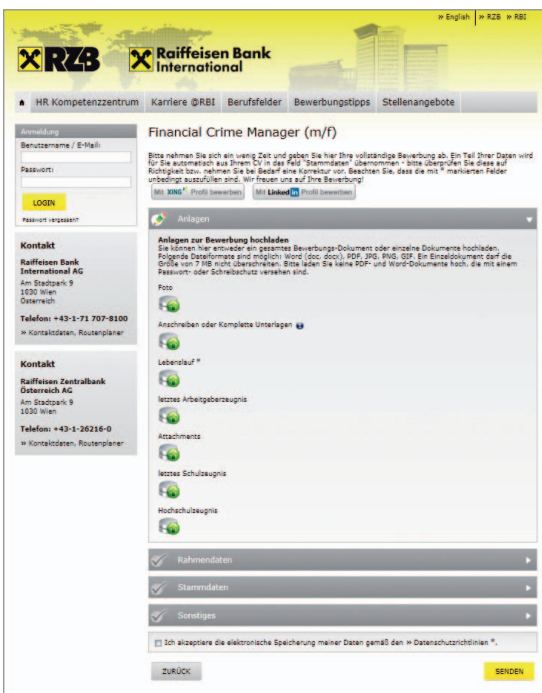 » English | » RZB » RBI
RZB
Raiffeisen Bank
International
HR Kompetenzzentrum Karriere @RBI Berufsfelder Bewerbungstipps Stellenangebote
Anmeldung
Benutzername / E-Mail:
Passwort:
LOGIN
Passwort vergessen?
Kontakt
Raiffeisen Bank
International AG
Am Stadtpark 9
1030 Wien
Österreich
Telefon: +43-1-71 707-8100
» Kontaktdaten, Routenplaner
Kontakt
Raiffeisen Zentralbank
Österreich AG
Am Stadtpark 9
1030 Wien
Telefon: +43-1-26216-0
» Kontaktdaten, Routenplaner
Financial Crime Manager (m/f)
Bitte nehmen Sie sich ein wenig Zeit und geben Sie hier Ihre vollständige Bewerbung ab. Ein Teil Ihrer Daten wird
für Sie automatisch aus Ihrem CV in das Feld "Stammdaten" übernommen - bitte überprüfen Sie diese auf
Richtigkeit bzw. nehmen Sie bei Bedarf eine Korrektur vor. Beachten Sie, dass die mit * markierten Felder
unbedingt auszufüllen sind. Wir freuen uns auf Ihre Bewerbung!
Mit XING Profil bewerben Mit Linked in Profil bewerben
Anlagen
Anlagen zur Bewerbung hochladen
Sie können hier entweder ein gesamtes Bewerbungs-Dokument oder einzelne Dokumente hochladen.
Folgende Dateiformate sind möglich: Word (doc, docx), PDF, JPG, PNG, GIF. Ein Einzeldokument darf die
Größe von 7 MB nicht überschreiten. Bitte laden Sie keine PDF- und Word-Dokumente hoch, die mit einem
Passwort- oder Schreibschutz versehen sind.
Foto
Anschreiben oder Komplette Unterlagen
Lebenslauf *
letztes Arbeitgeberzeugnis
Attachments
letztes Schulzeugnis
Hochschulzeugnis
Rahmendaten
Stammdaten
Sonstiges
Ich akzeptiere die elektronische Speicherung meiner Daten gemäß den » Datenschutzrichtlinien *.
ZURÜCK SENDEN